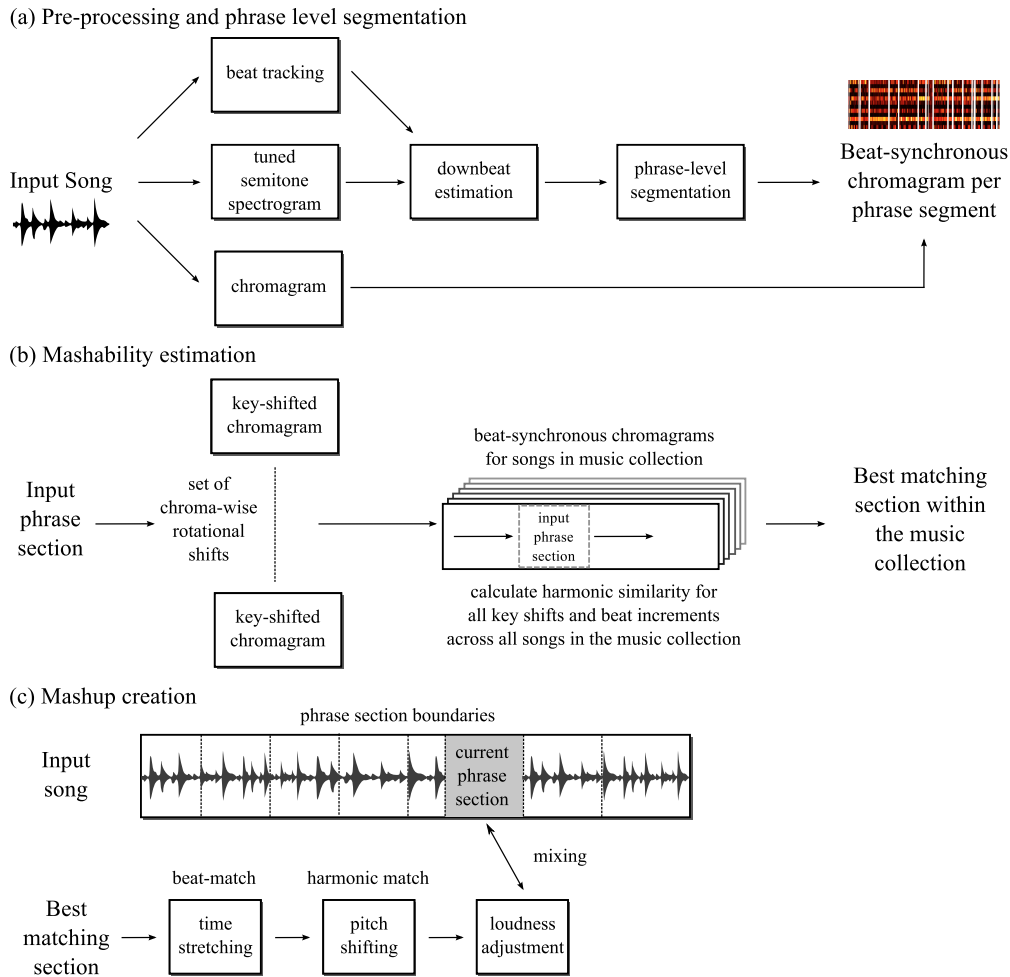 (a) Pre-processing and phrase level segmentation
beat tracking
Input Song
tuned
semitone
spectrogram
downbeat
estimation
phrase-level
segmentation
Beat-synchronous
chromagram per
phrase segment
chromagram
(b) Mashability estimation
key-shifted
chromagram
Input
phrase
section
set of
chroma-wise
rotational
shifts
key-shifted
chromagram
beat-synchronous chromagrams
for songs in music collection
input
phrase
section
calculate harmonic similarity for
all key shifts and beat increments
across all songs in the music collection
Best matching
section within
the music
collection
(c) Mashup creation
phrase section boundaries
Input
song
current
phrase
section
mixing
Best
matching
section
beat-match
time
stretching
harmonic match
pitch
shifting
loudness
adjustment